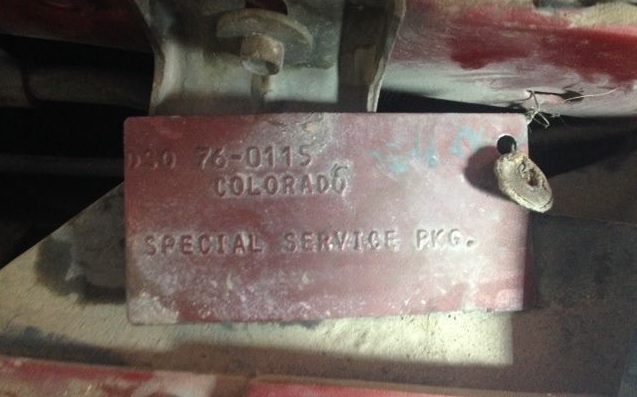 DSO 76-0115
COLORADO
SPECIAL SERVICE PKG.